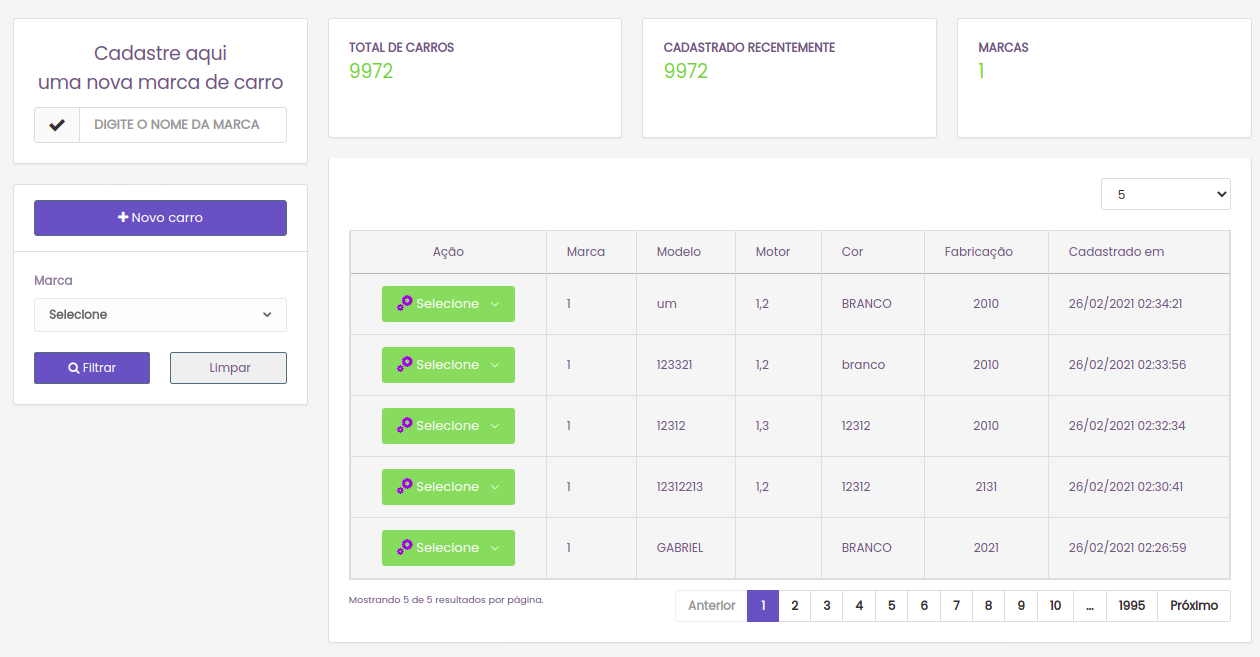 Cadastre aqui
uma nova marca de carro
DIGITE O NOME DA MARCA
Novo carro
Marca
Selecione
Filtrar Limpar
TOTAL DE CARROS
9972
CADASTRADO RECENTEMENTE
9972
MARCAS
1
5
Ação Marca Modelo Motor Cor Fabricação Cadastrado em
Selecione 1 um 1,2 BRANCO 2010 26/02/2021 02:34:21
Selecione 1 123321 1,2 branco 2010 26/02/2021 02:33:56
Selecione 1 12312 1,3 12312 2010 26/02/2021 02:32:34
Selecione 1 12312213 1,2 12312 2131 26/02/2021 02:30:41
Selecione 1 GABRIEL BRANCO 2021 26/02/2021 02:26:59
Mostrando 5 de 5 resultados por página.
Anterior 1 2 3 4 5 6 7 8 9 10 ... 1995 Próximo